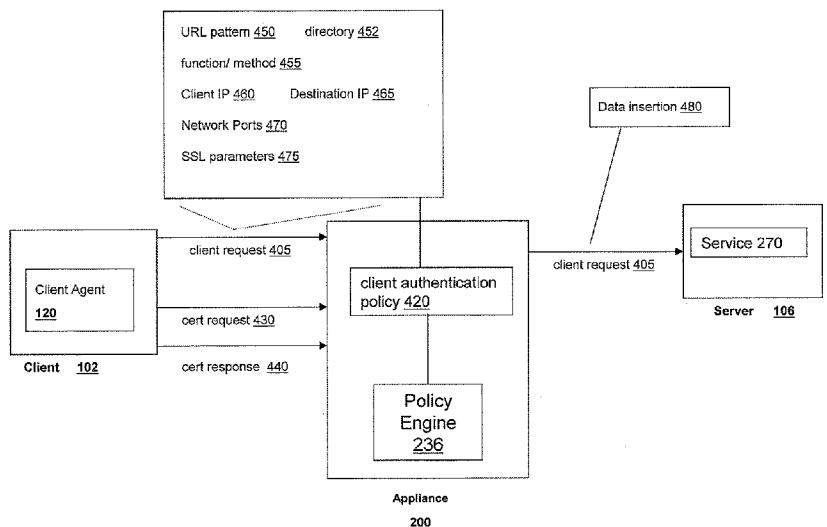 URL pattern 450 directory 452
function/ method 455
Client IP 460 Destination IP 465
Network Ports 470
SSL parameters 475
Data insertion 480
Client Agent
120
Client 102
client request 405
cert request 430
cert response 440
client authentication
policy 420
Policy
Engine
236
Appliance
200
client request 405
Service 270
Server 106